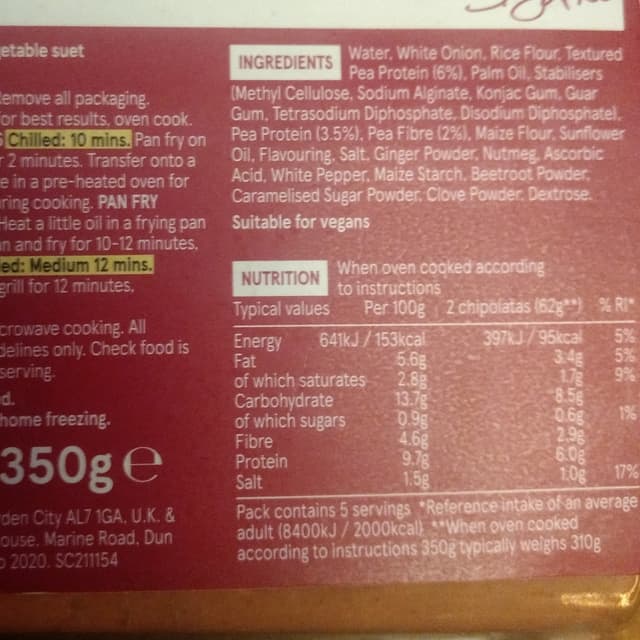 etable suet
emove all packaging.
or best results, oven cook.
Chilled: 10 mins. Pan fry on
2 minutes. Transfer onto a
e in a pre-heated oven for
ring cooking. PAN FRY
Heat a little oil in a frying pan
n and fry for 10-12 minutes,
ed: Medium 12 mins.
grill for 12 minutes,
crowave cooking. All
delines only. Check food is
serving.
d.
home freezing.
350g e
den City AL7 1GA, U.K. &
ouse, Marine Road, Dun
2020. SC211154
INGREDIENTS Water, White Onion, Rice Flour, Textured
Pea Protein (6%), Palm Oil, Stabilisers
(Methyl Cellulose, Sodium Alginate, Konjac Gum, Guar
Gum, Tetrasodium Diphosphate, Disodium Diphosphate),
Pea Protein (3.5%), Pea Fibre (2%), Maize Flour, Sunflower
Oil, Flavouring, Salt, Ginger Powder, Nutmeg, Ascorbic
Acid, White Pepper, Maize Starch, Beetroot Powder,
Caramelised Sugar Powder, Clove Powder, Dextrose.
Suitable for vegans
NUTRITION When oven cooked according
to instructions
Typical values Per 100g 2 chipolatas (62g**) % RI*
Energy 641kJ / 153kcal 397kJ / 95kcal 5%
Fat 5.6g 3.4g 5%
of which saturates 2.8g 1.7g 9%
Carbohydrate 13.7g 8.5g
of which sugars 0.9g 0.6g 1%
Fibre 4.6g 2.9g
Protein 9.7g 6.0g
Salt 1.5g 1.0g 17%
Pack contains 5 servings *Reference intake of an average
adult (8400kJ / 2000kcal) **When oven cooked
according to instructions 350g typically weighs 310g